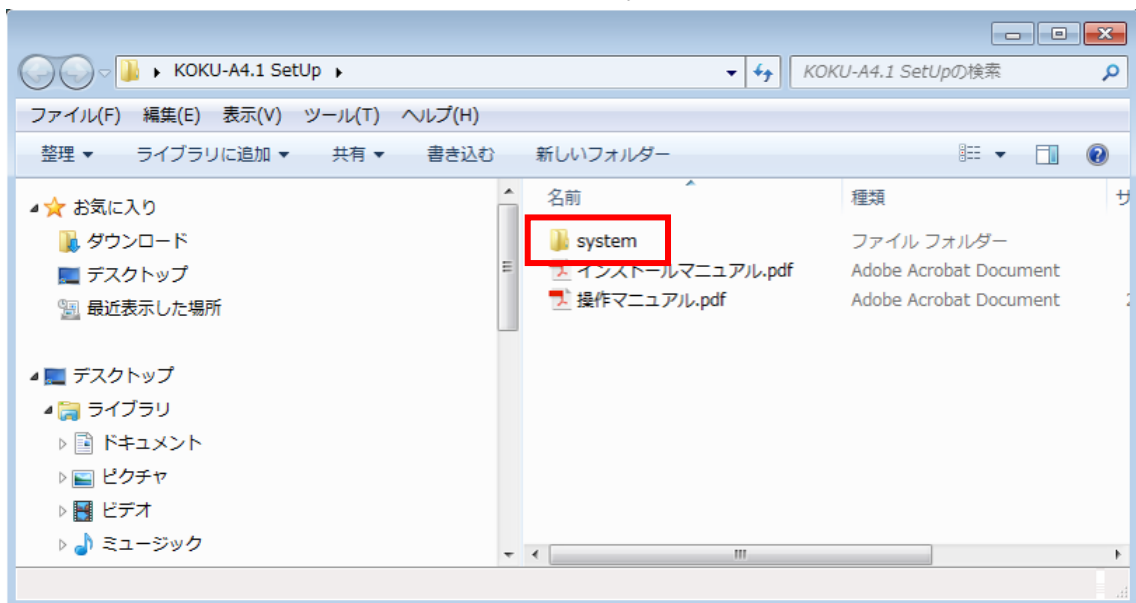 KOKU-A4.1 SetUp
KOKU-A4.1 SetUpの検索
ファイル(F) 編集(E) 表示(V) ツール(T) ヘルプ(H)
整理 ライブラリに追加 共有 書き込む 新しいフォルダー
お気に入り
ダウンロード
デスクトップ
最近表示した場所
デスクトップ
ライブラリ
ドキュメント
ピクチャ
ビデオ
ミュージック
名前 種類 サ
system ファイル フォルダー
インストールマニュアル.pdf Adobe Acrobat Document
操作マニュアル.pdf Adobe Acrobat Document